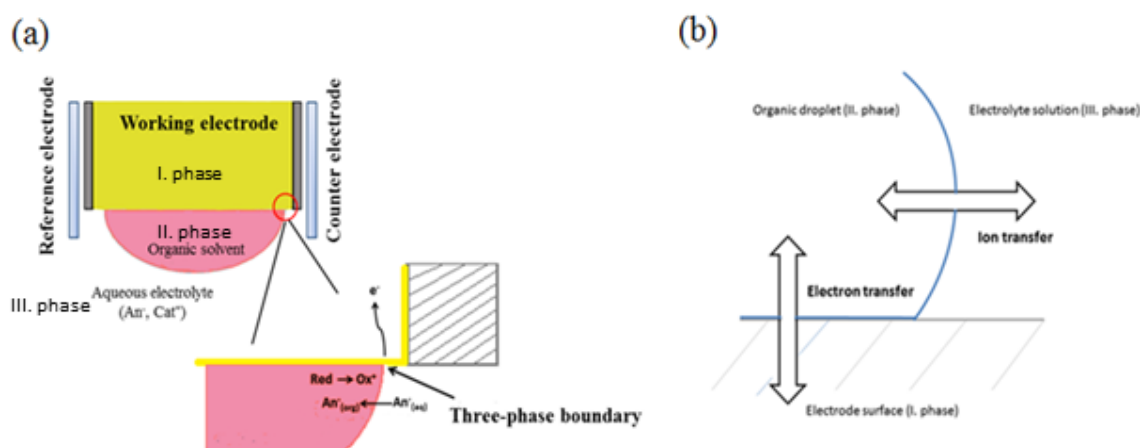 (a)
Reference electrode
Working electrode
I. phase
Counter electrode
II. phase
Organic solvent
III. phase
Aqueous electrolyte
(An⁻, Cat⁺)
e⁻
Red → Ox⁺
An⁻(org) ← An⁻(aq)
Three-phase boundary
(b)
Organic droplet (II. phase)
Electrolyte solution (III. phase)
Ion transfer
Electron transfer
Electrode surface (I. phase)